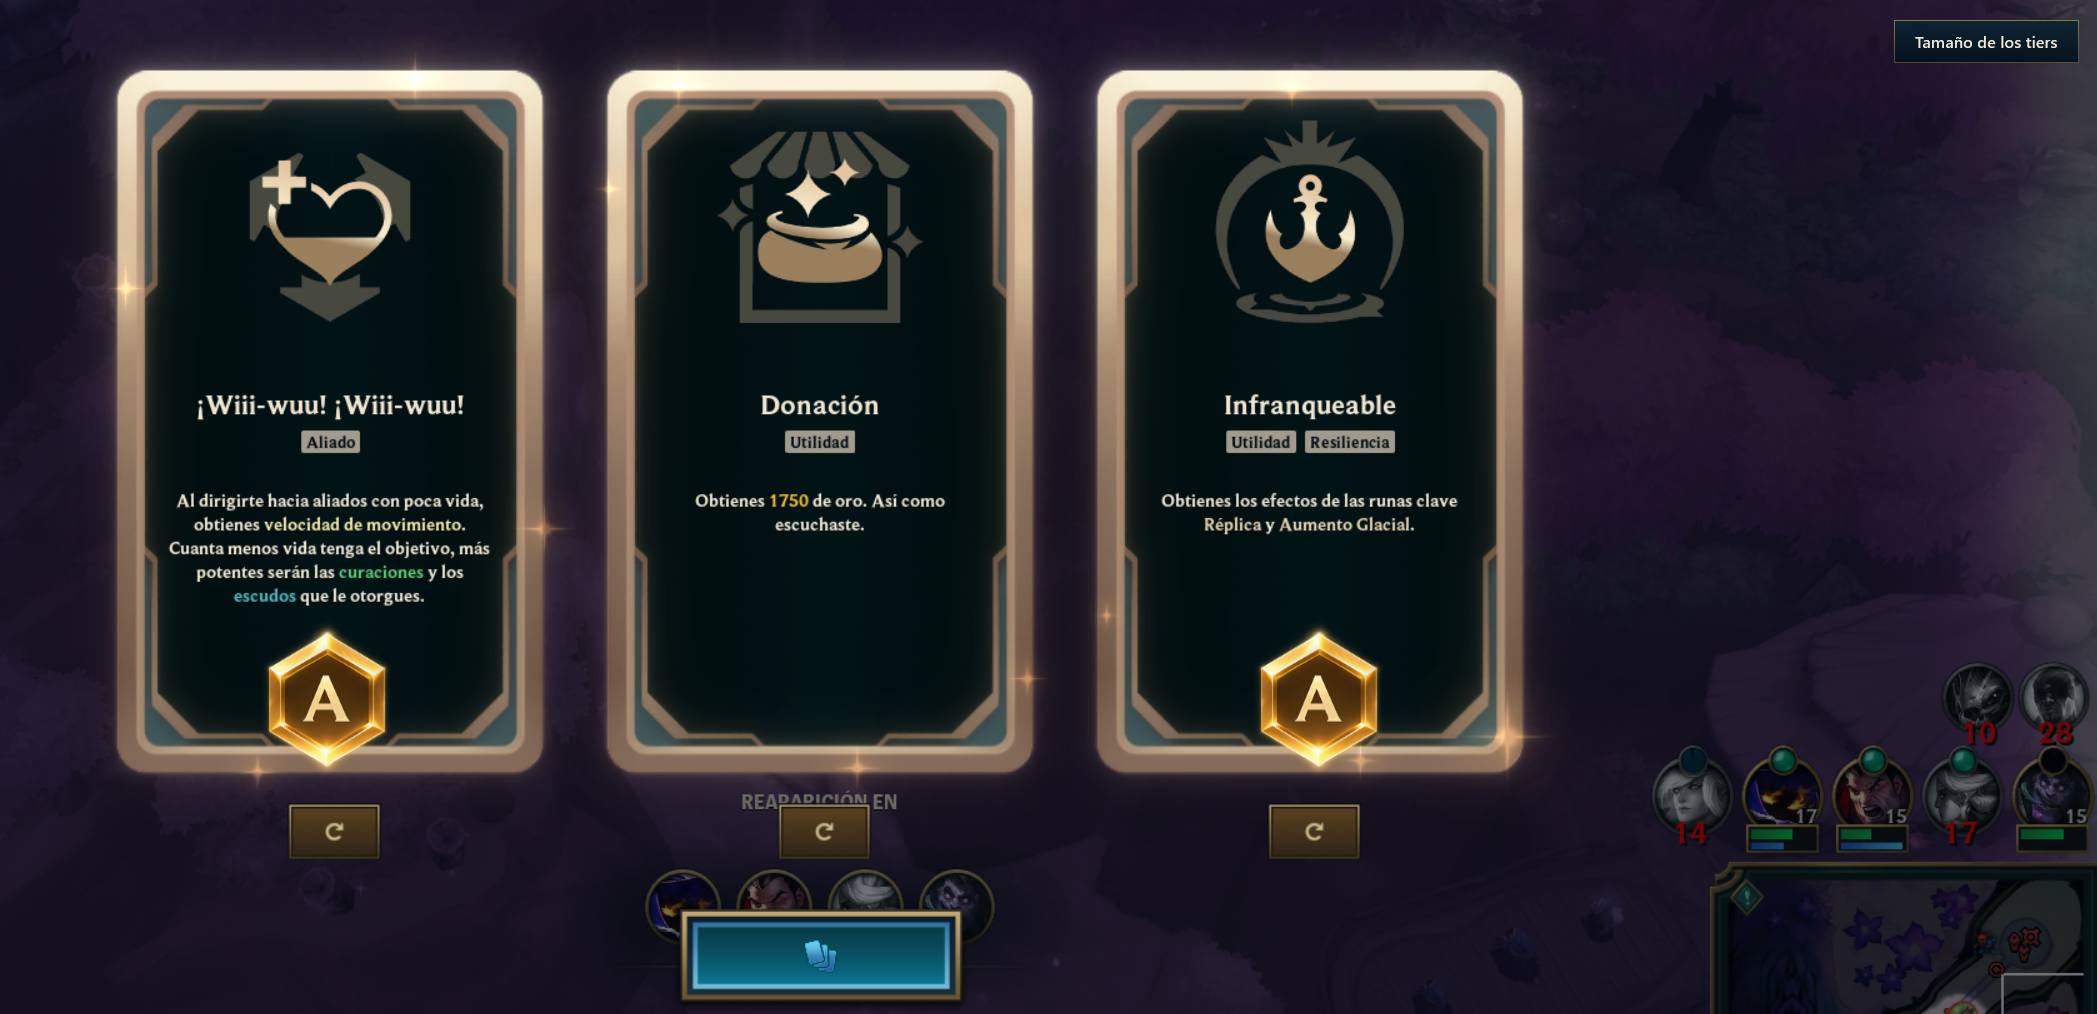 Tamaño de los tiers
¡Wiii-wuu! ¡Wiii-wuu!
Aliado
Al dirigirte hacia aliados con poca vida,
obtienes velocidad de movimiento.
Cuanta menos vida tenga el objetivo, más
potentes serán las curaciones y los
escudos que le otorgues.
A
Donación
Utilidad
Obtienes 1750 de oro. Así como
escuchaste.
Infranqueable
Utilidad Resiliencia
Obtienes los efectos de las runas clave
Réplica y Aumento Glacial.
A
REAPARICIÓN EN
10 28
17 15 15
14 17